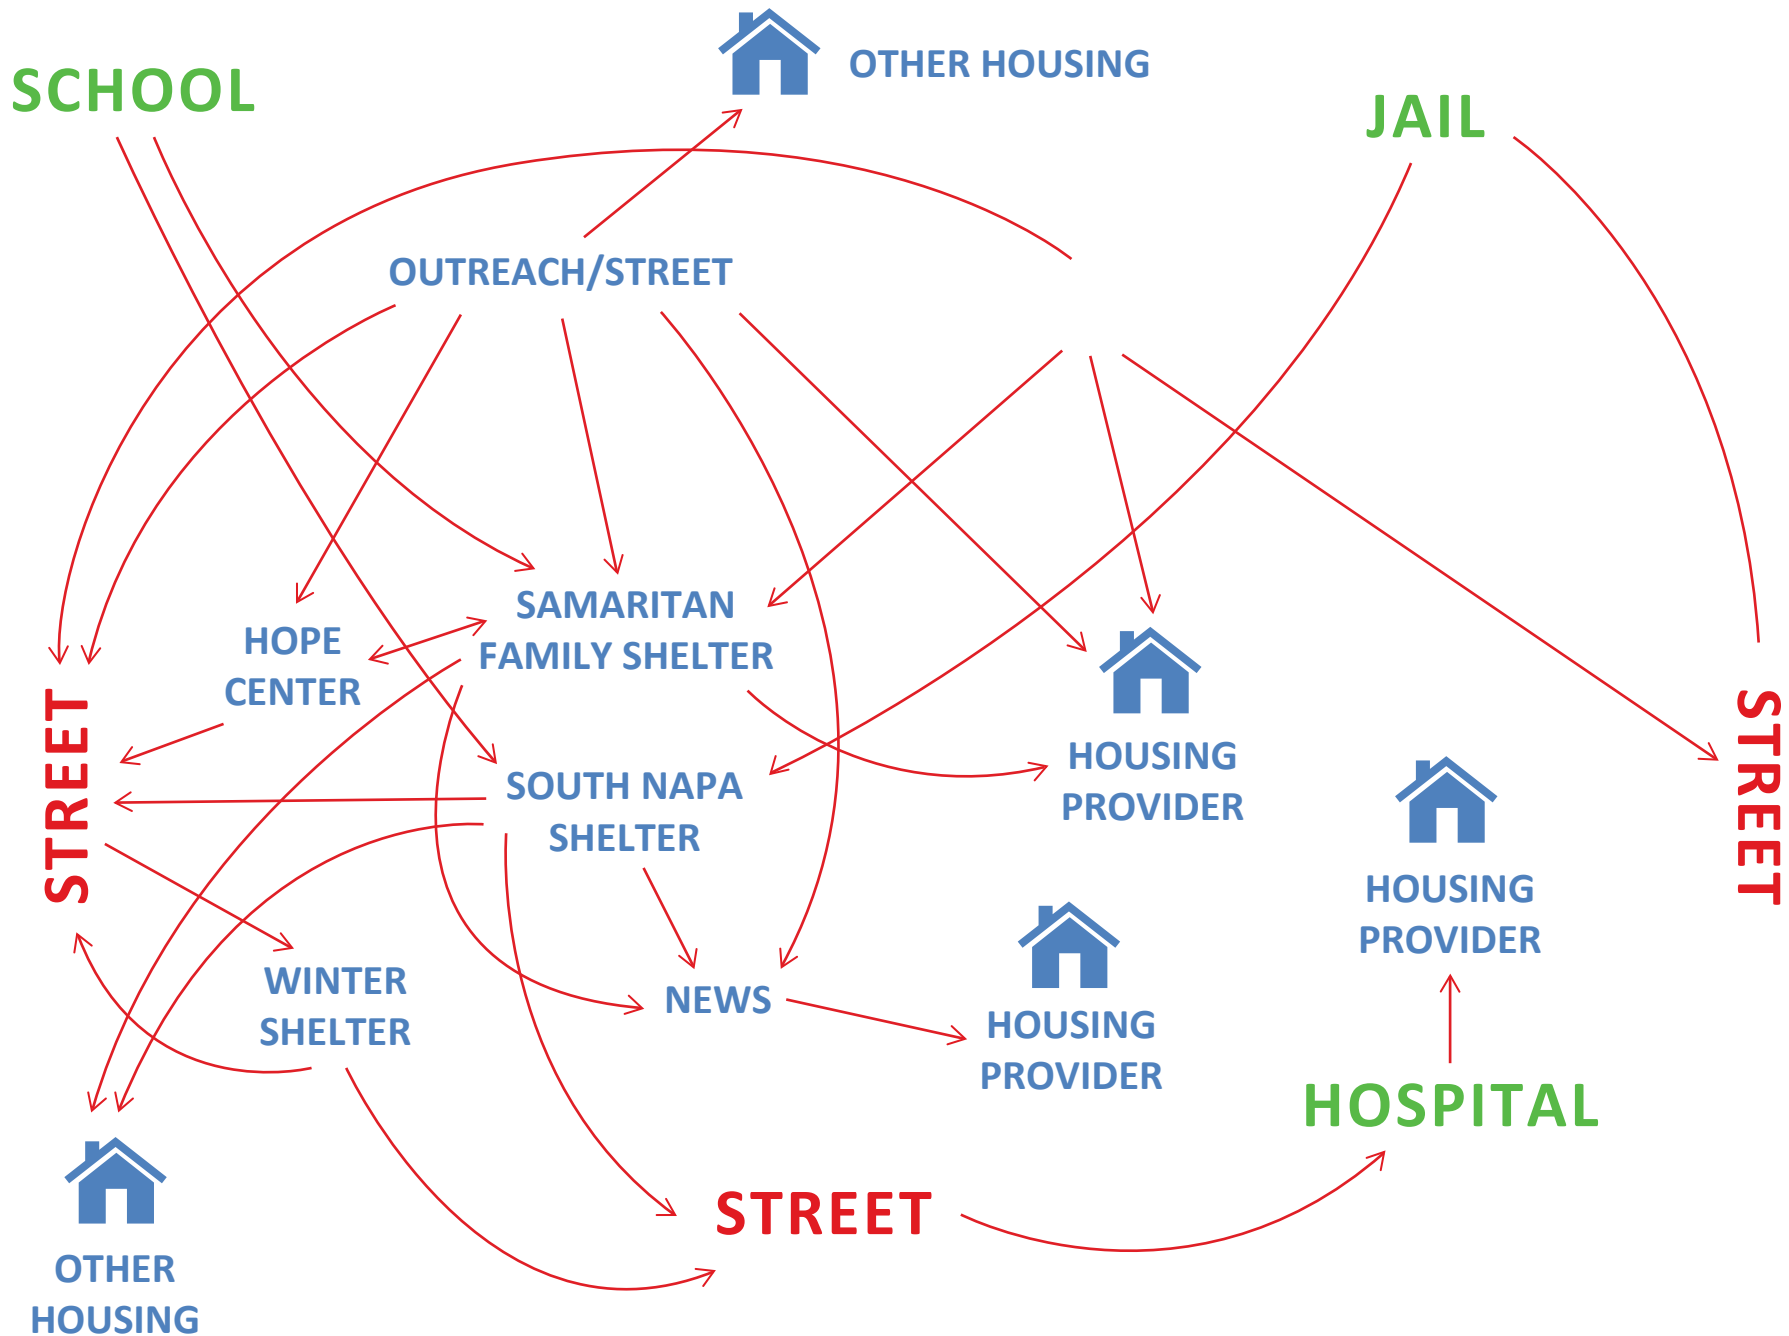 OTHER HOUSING
SCHOOL
JAIL
OUTREACH/STREET
SAMARITAN
FAMILY SHELTER
HOPE
CENTER
STREET
STREET
HOUSING
PROVIDER
SOUTH NAPA
SHELTER
HOUSING
PROVIDER
WINTER
SHELTER
NEWS
HOUSING
PROVIDER
HOSPITAL
STREET
OTHER
HOUSING